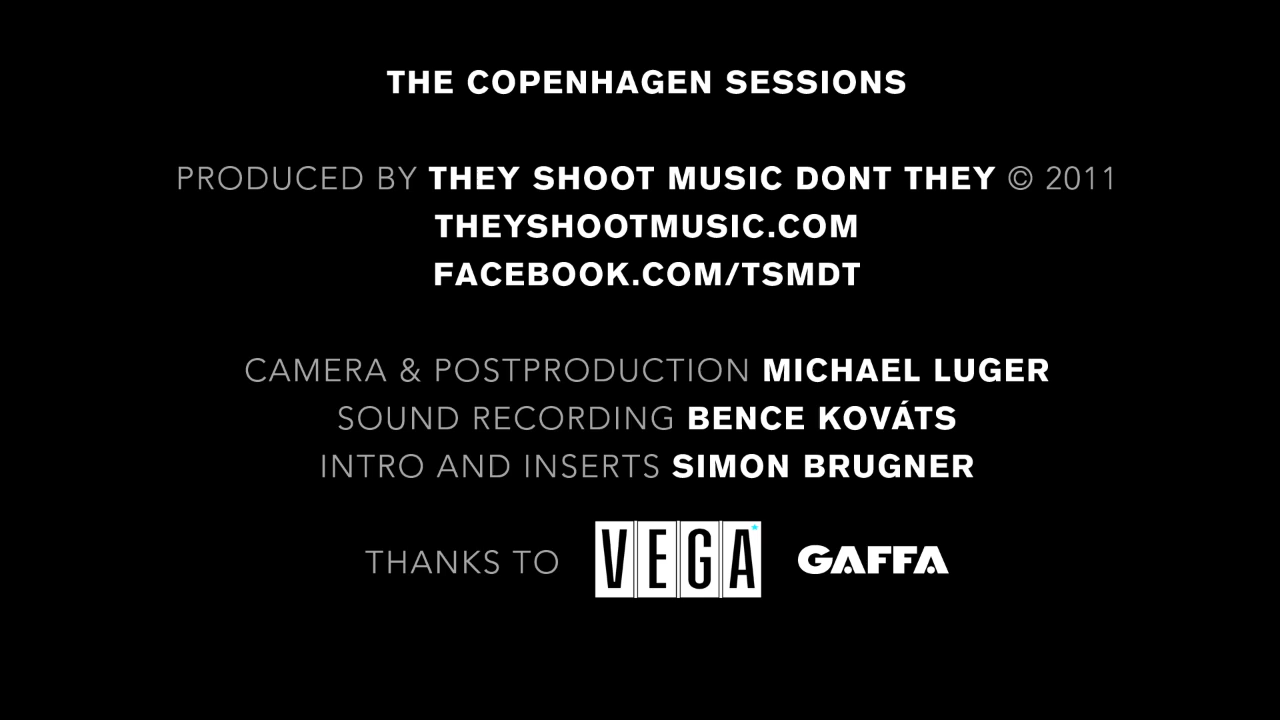 THE COPENHAGEN SESSIONS
PRODUCED BY THEY SHOOT MUSIC DONT THEY © 2011
THEYSHOOTMUSIC.COM
FACEBOOK.COM/TSMDT
CAMERA & POSTPRODUCTION MICHAEL LUGER
SOUND RECORDING BENCE KOVÁTS
INTRO AND INSERTS SIMON BRUGNER
THANKS TO VEGA* GAFFA